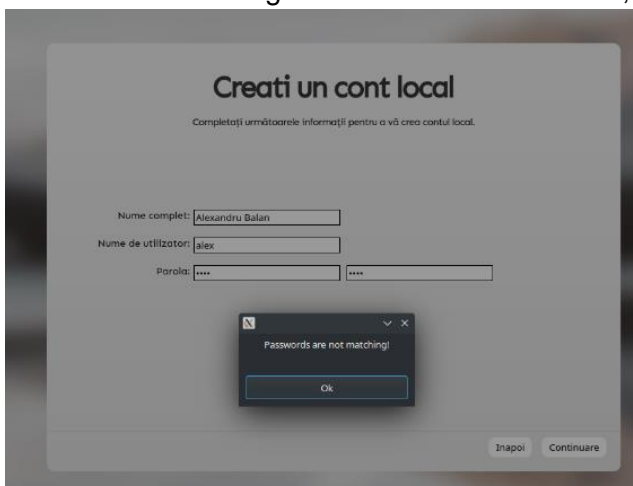 Creati un cont local
Completați următoarele informații pentru a vă crea contul local.
Nume complet: Alexandru Balan
Nume de utilizator: alex
Parola: •••• ••••
Passwords are not matching!
Ok
Inapoi Continuare